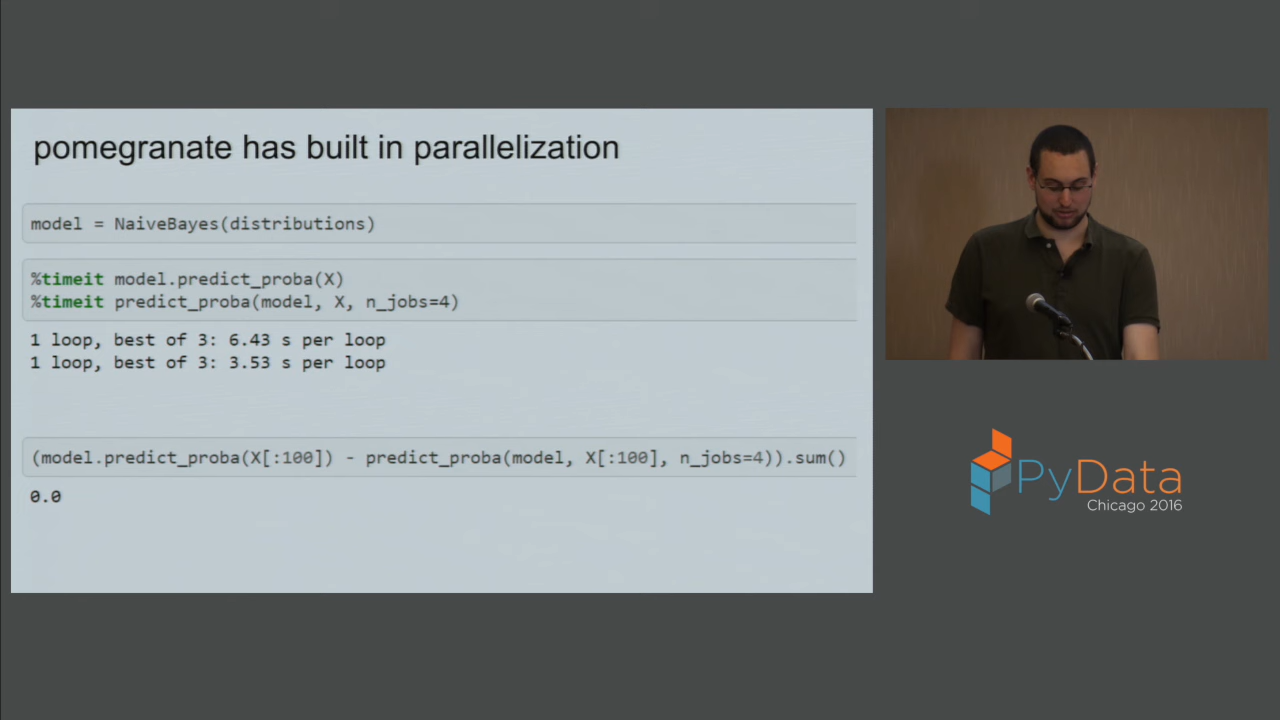 pomegranate has built in parallelization
model = NaiveBayes(distributions)
%timeit model.predict_proba(X)
%timeit predict_proba(model, X, n_jobs=4)
1 loop, best of 3: 6.43 s per loop
1 loop, best of 3: 3.53 s per loop
(model.predict_proba(X[:100]) - predict_proba(model, X[:100], n_jobs=4)).sum()
0.0
PyData
Chicago 2016